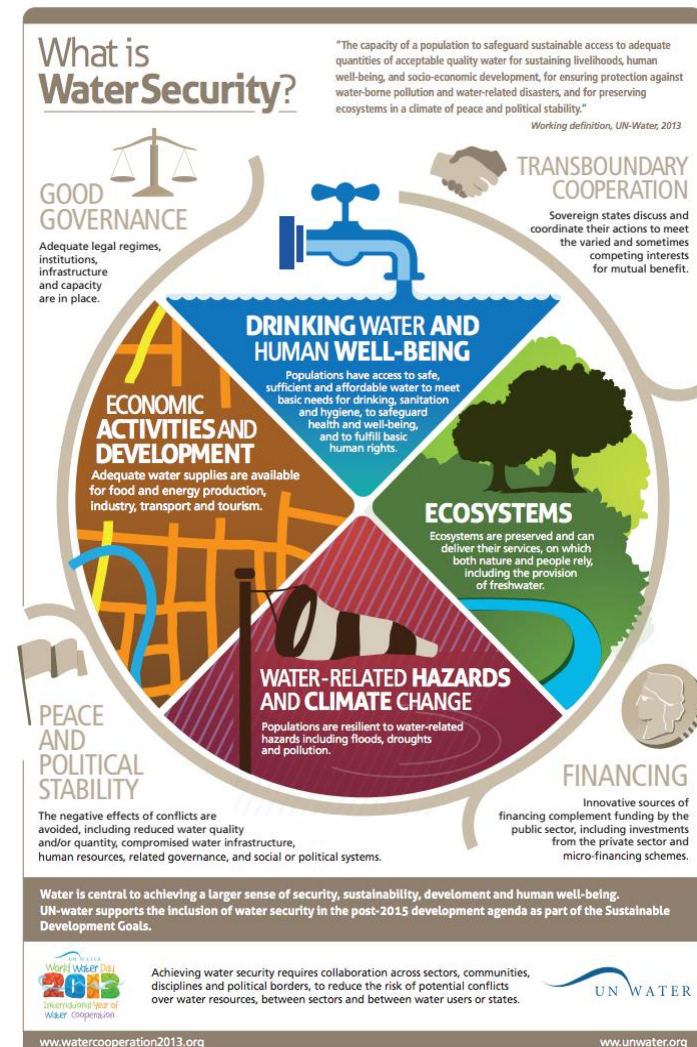 What is
WaterSecurity?
"The capacity of a population to safeguard sustainable access to adequate
quantities of acceptable quality water for sustaining livelihoods, human
well-being, and socio-economic development, for ensuring protection against
water-borne pollution and water-related disasters, and for preserving
ecosystems in a climate of peace and political stability."
Working definition, UN-Water, 2013
GOOD
GOVERNANCE
Adequate legal regimes,
institutions,
infrastructure
and capacity
are in place.
TRANSBOUNDARY
COOPERATION
Sovereign states discuss and
coordinate their actions to meet
the varied and sometimes
competing interests
for mutual benefit.
DRINKING WATER AND
HUMAN WELL-BEING
Populations have access to safe,
sufficient and affordable water to meet
basic needs for drinking, sanitation
and hygiene, to safeguard
health and well-being,
and to fulfill basic
human rights.
ECONOMIC
ACTIVITIES AND
DEVELOPMENT
Adequate water supplies are available
for food and energy production,
industry, transport and tourism.
ECOSYSTEMS
Ecosystems are preserved and can
deliver their services, on which
both nature and people rely,
including the provision
of freshwater.
WATER-RELATED HAZARDS
AND CLIMATE CHANGE
Populations are resilient to water-related
hazards including floods, droughts
and pollution.
PEACE
AND
POLITICAL
STABILITY
The negative effects of conflicts are
avoided, including reduced water quality
and/or quantity, compromised water infrastructure,
human resources, related governance, and social or political systems.
FINANCING
Innovative sources of
financing complement funding by the
public sector, including investments
from the private sector and
micro-financing schemes.
Water is central to achieving a larger sense of security, sustainability, develoment and human well-being.
UN-water supports the inclusion of water security in the post-2015 development agenda as part of the Sustainable
Development Goals.
UN WATER
World Water Day
2013
International Year of
Water Cooperation
Achieving water security requires collaboration across sectors, communities,
disciplines and political borders, to reduce the risk of potential conflicts
over water resources, between sectors and between water users or states.
UN WATER
ww.watercooperation2013.org
www.unwater.org